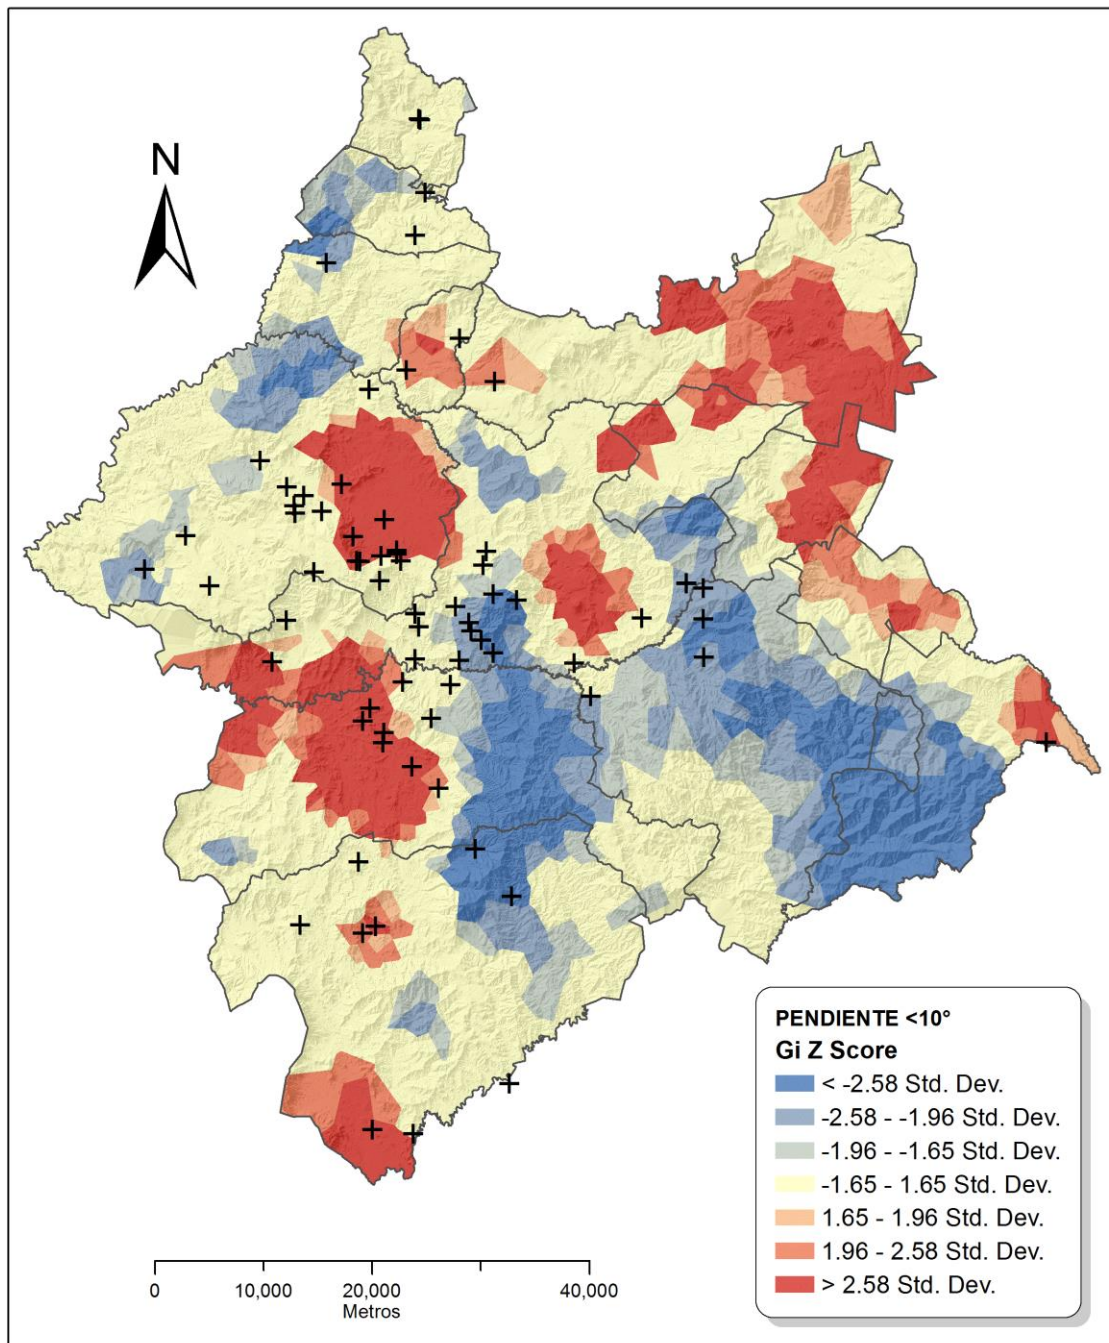 N
PENDIENTE <10°
Gi Z Score
< -2.58 Std. Dev.
-2.58 - -1.96 Std. Dev.
-1.96 - -1.65 Std. Dev.
-1.65 - 1.65 Std. Dev.
1.65 - 1.96 Std. Dev.
1.96 - 2.58 Std. Dev.
> 2.58 Std. Dev.
0 10,000 20,000 40,000
Metros